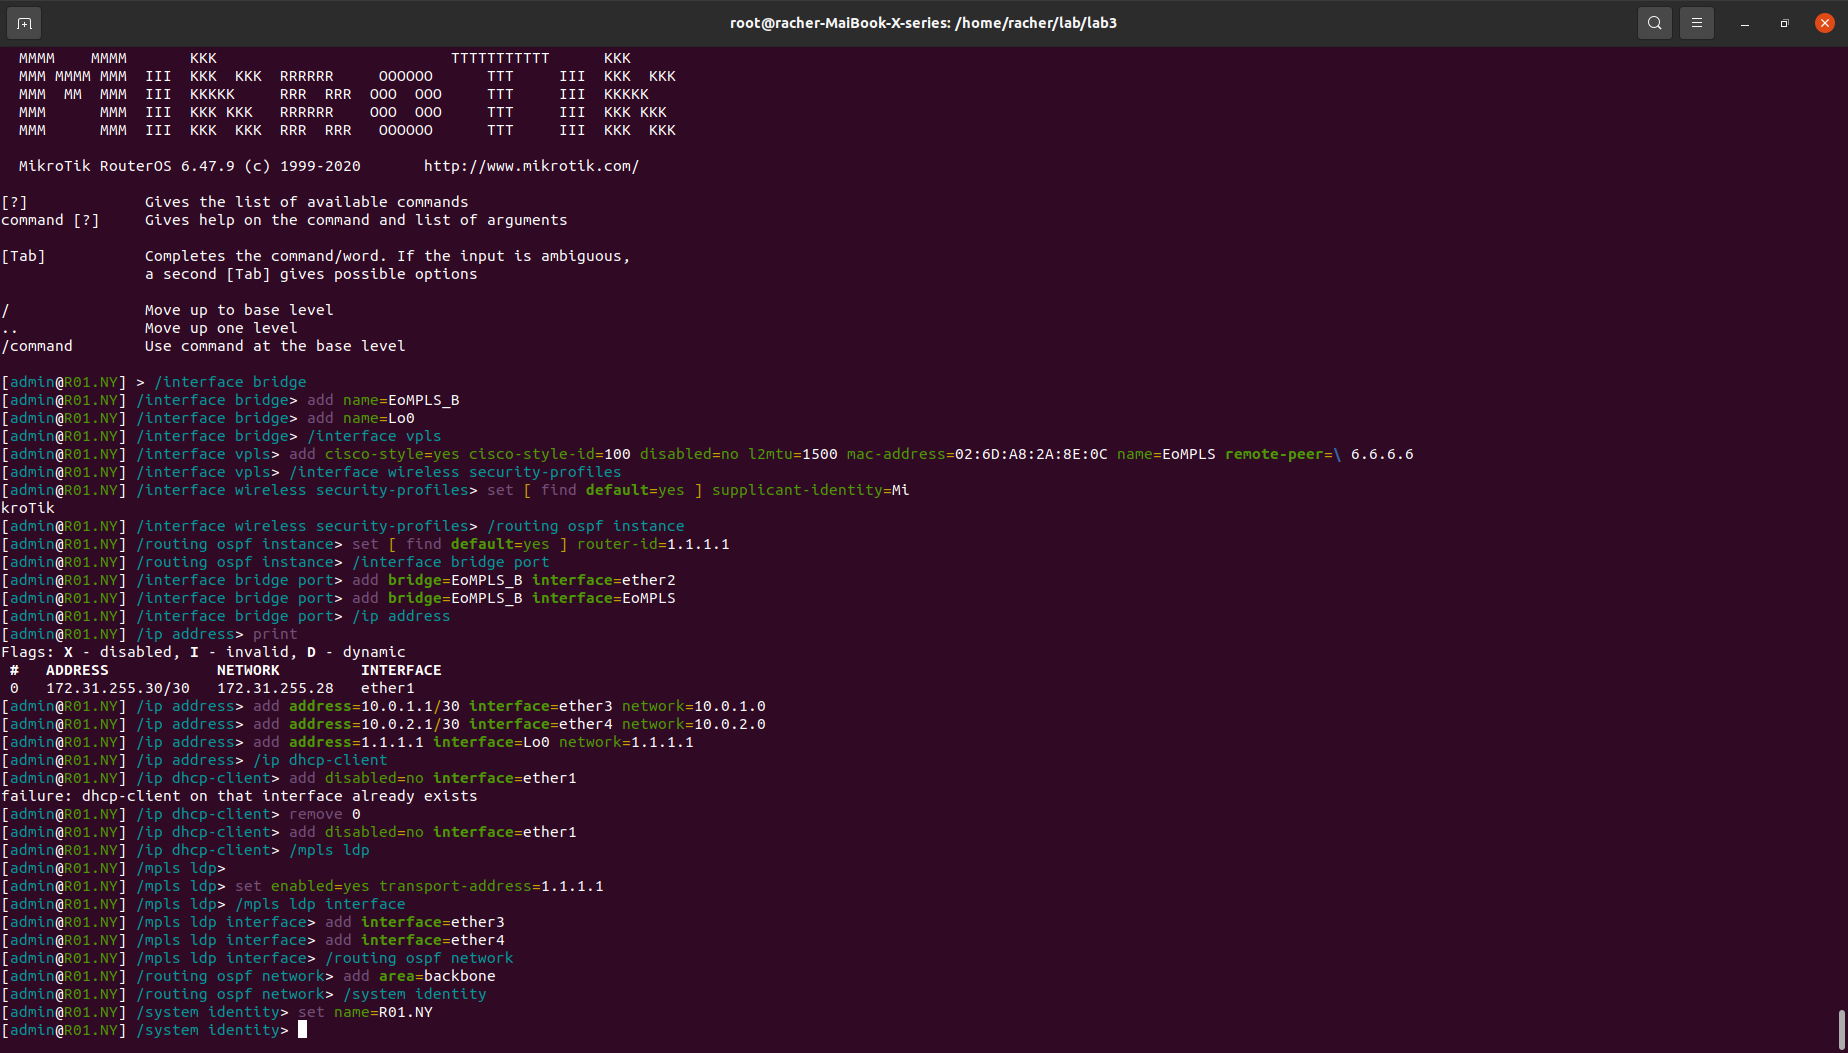 root@racher-MaiBook-X-series: /home/racher/lab/lab3
  MMMM    MMMM       KKK                          TTTTTTTTTTT      KKK
  MMM MMMM MMM  III  KKK  KKK  RRRRRR     OOOOOO      TTT     III  KKK  KKK
  MMM  MM  MMM  III  KKKKK     RRR  RRR  OOO  OOO     TTT     III  KKKKK
  MMM      MMM  III  KKK KKK   RRRRRR    OOO  OOO     TTT     III  KKK KKK
  MMM      MMM  III  KKK  KKK  RRR  RRR   OOOOOO      TTT     III  KKK  KKK
  MikroTik RouterOS 6.47.9 (c) 1999-2020       http://www.mikrotik.com/
[?]             Gives the list of available commands
command [?]     Gives help on the command and list of arguments
[Tab]           Completes the command/word. If the input is ambiguous,
                a second [Tab] gives possible options
/               Move up to base level
..              Move up one level
/command        Use command at the base level
[admin@R01.NY] > /interface bridge
[admin@R01.NY] /interface bridge> add name=EoMPLS_B
[admin@R01.NY] /interface bridge> add name=Lo0
[admin@R01.NY] /interface bridge> /interface vpls
[admin@R01.NY] /interface vpls> add cisco-style=yes cisco-style-id=100 disabled=no l2mtu=1500 mac-address=02:6D:A8:2A:8E:0C name=EoMPLS remote-peer=\ 6.6.6.6
[admin@R01.NY] /interface vpls> /interface wireless security-profiles
[admin@R01.NY] /interface wireless security-profiles> set [ find default=yes ] supplicant-identity=Mi
kroTik
[admin@R01.NY] /interface wireless security-profiles> /routing ospf instance
[admin@R01.NY] /routing ospf instance> set [ find default=yes ] router-id=1.1.1.1
[admin@R01.NY] /routing ospf instance> /interface bridge port
[admin@R01.NY] /interface bridge port> add bridge=EoMPLS_B interface=ether2
[admin@R01.NY] /interface bridge port> add bridge=EoMPLS_B interface=EoMPLS
[admin@R01.NY] /interface bridge port> /ip address
[admin@R01.NY] /ip address> print
Flags: X - disabled, I - invalid, D - dynamic
 #   ADDRESS            NETWORK         INTERFACE
 0   172.31.255.30/30   172.31.255.28   ether1
[admin@R01.NY] /ip address> add address=10.0.1.1/30 interface=ether3 network=10.0.1.0
[admin@R01.NY] /ip address> add address=10.0.2.1/30 interface=ether4 network=10.0.2.0
[admin@R01.NY] /ip address> add address=1.1.1.1 interface=Lo0 network=1.1.1.1
[admin@R01.NY] /ip address> /ip dhcp-client
[admin@R01.NY] /ip dhcp-client> add disabled=no interface=ether1
failure: dhcp-client on that interface already exists
[admin@R01.NY] /ip dhcp-client> remove 0
[admin@R01.NY] /ip dhcp-client> add disabled=no interface=ether1
[admin@R01.NY] /ip dhcp-client> /mpls ldp
[admin@R01.NY] /mpls ldp>
[admin@R01.NY] /mpls ldp> set enabled=yes transport-address=1.1.1.1
[admin@R01.NY] /mpls ldp> /mpls ldp interface
[admin@R01.NY] /mpls ldp interface> add interface=ether3
[admin@R01.NY] /mpls ldp interface> add interface=ether4
[admin@R01.NY] /mpls ldp interface> /routing ospf network
[admin@R01.NY] /routing ospf network> add area=backbone
[admin@R01.NY] /routing ospf network> /system identity
[admin@R01.NY] /system identity> set name=R01.NY
[admin@R01.NY] /system identity>